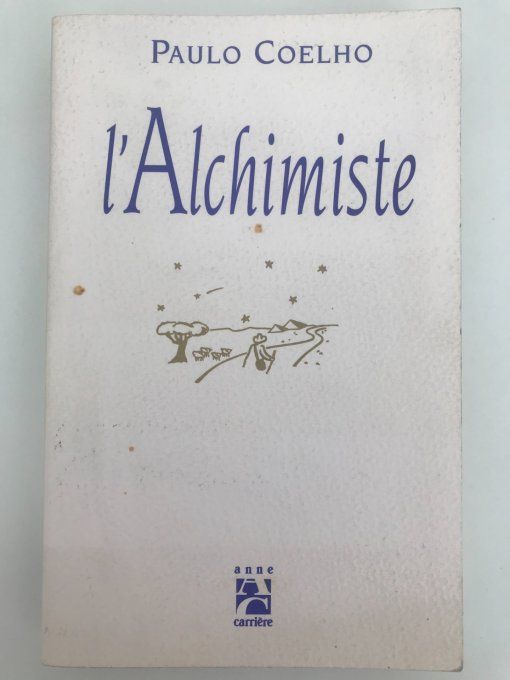 PAULO COELHO
l'Alchimiste
anne
carrière